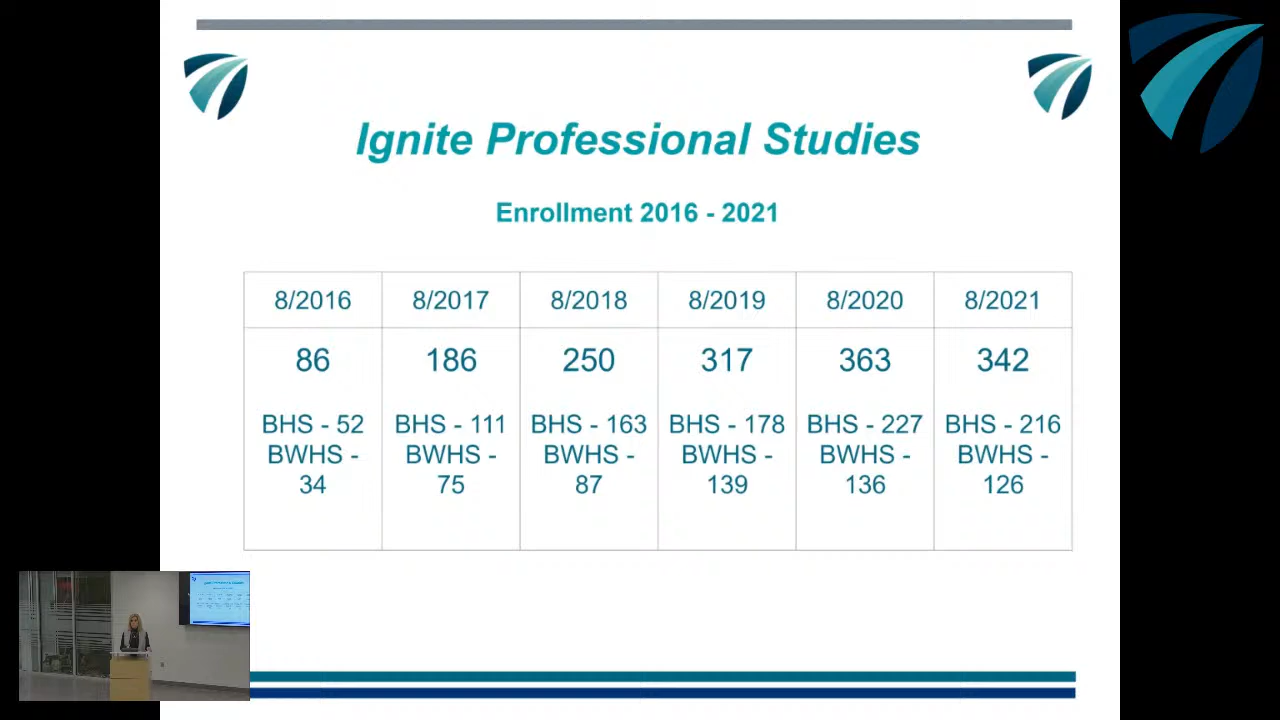 Ignite Professional Studies
Enrollment 2016 - 2021
8/2016 8/2017 8/2018 8/2019 8/2020 8/2021
86 186 250 317 363 342
BHS - 52 BHS - 111 BHS - 163 BHS - 178 BHS - 227 BHS - 216
BWHS - BWHS - BWHS - BWHS - BWHS - BWHS -
34 75 87 139 136 126